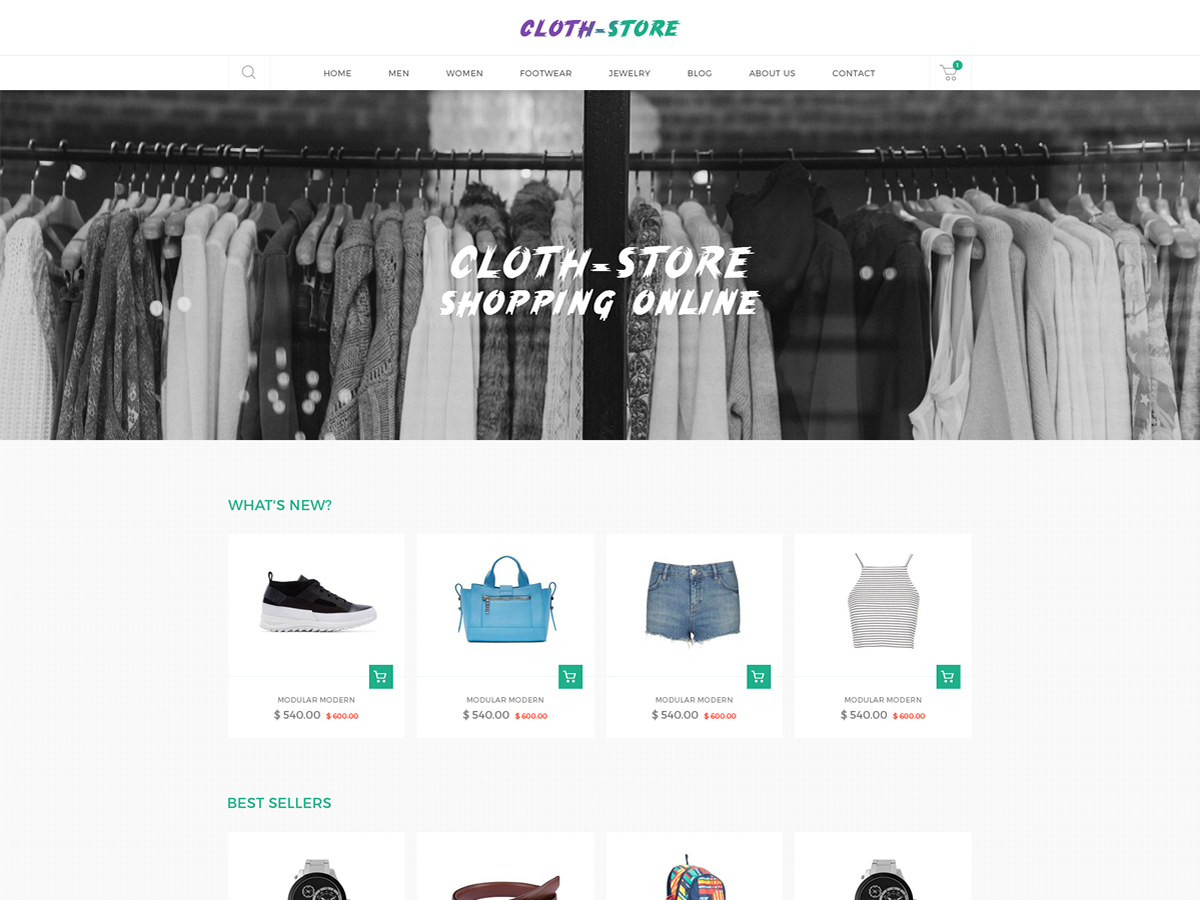 CLOTH-STORE
HOME MEN WOMEN FOOTWEAR JEWELRY BLOG ABOUT US CONTACT 1
CLOTH-STORE
SHOPPING ONLINE
WHAT'S NEW?
MODULAR MODERN MODULAR MODERN MODULAR MODERN MODULAR MODERN
$ 540.00 $ 600.00 $ 540.00 $ 600.00 $ 540.00 $ 600.00 $ 540.00 $ 600.00
BEST SELLERS